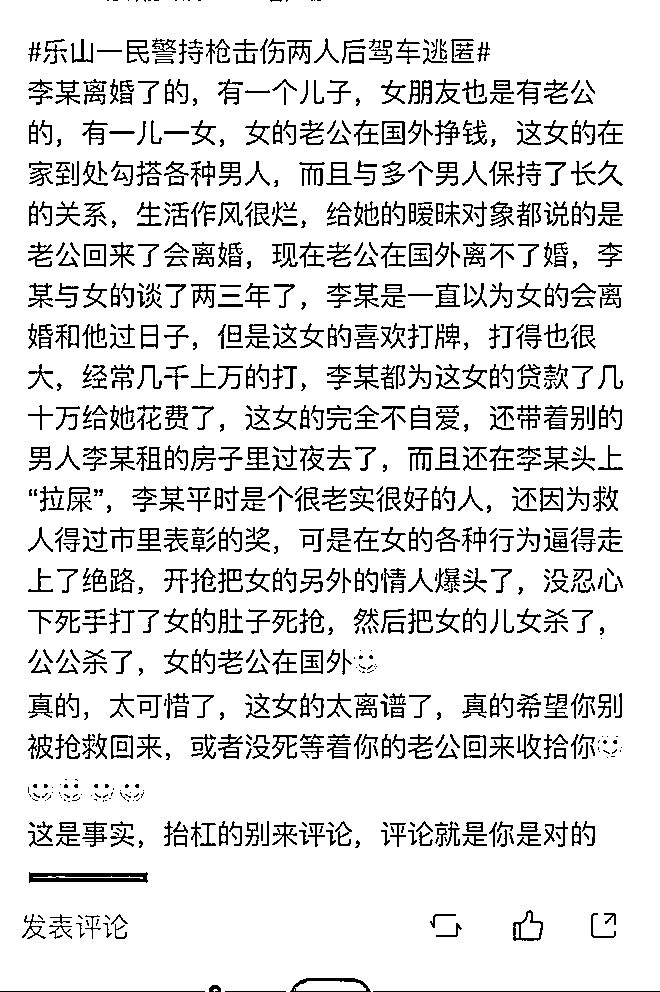 #乐山一民警持枪击伤两人后驾车逃匿#
李某离婚了的，有一个儿子，女朋友也是有老公
的，有一儿一女，女的老公在国外挣钱，这女的在
家到处勾搭各种男人，而且与多个男人保持了长久
的关系，生活作风很烂，给她的暧昧对象都说的是
老公回来了会离婚，现在老公在国外离不了婚，李
某与女的谈了两三年了，李某是一直以为女的会离
婚和他过日子，但是这女的喜欢打牌，打得也很
大，经常几千上万的打，李某都为这女的贷款了几
十万给她花费了，这女的完全不自爱，还带着别的
男人李某租的房子里过夜去了，而且还在李某头上
“拉屎”，李某平时是个很老实很好的人，还因为救
人得过市里表彰的奖，可是在女的各种行为逼得走
上了绝路，开抢把女的另外的情人爆头了，没忍心
下死手打了女的肚子死抢，然后把女的儿女杀了，
公公杀了，女的老公在国外
真的，太可惜了，这女的太离谱了，真的希望你别
被抢救回来，或者没死等着你的老公回来收拾你
这是事实，抬杠的别来评论，评论就是你是对的
发表评论